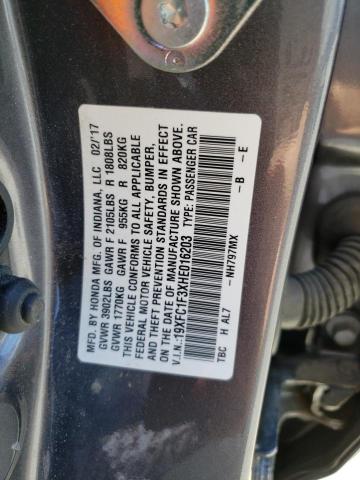 MFD. BY HONDA MFG. OF INDIANA, LLC 02/'17
GVWR 3902LBS GAWR F 2105LBS R 1808LBS
GVWR 1770KG GAWR F 955KG R 820KG
THIS VEHICLE CONFORMS TO ALL APPLICABLE
FEDERAL MOTOR VEHICLE SAFETY, BUMPER,
AND THEFT PREVENTION STANDARDS IN EFFECT
ON THE DATE OF MANUFACTURE SHOWN ABOVE.
V.I.N.:19XFC1F3XHE016203 TYPE: PASSENGER CAR
NH797MX B E
TBC H AL7